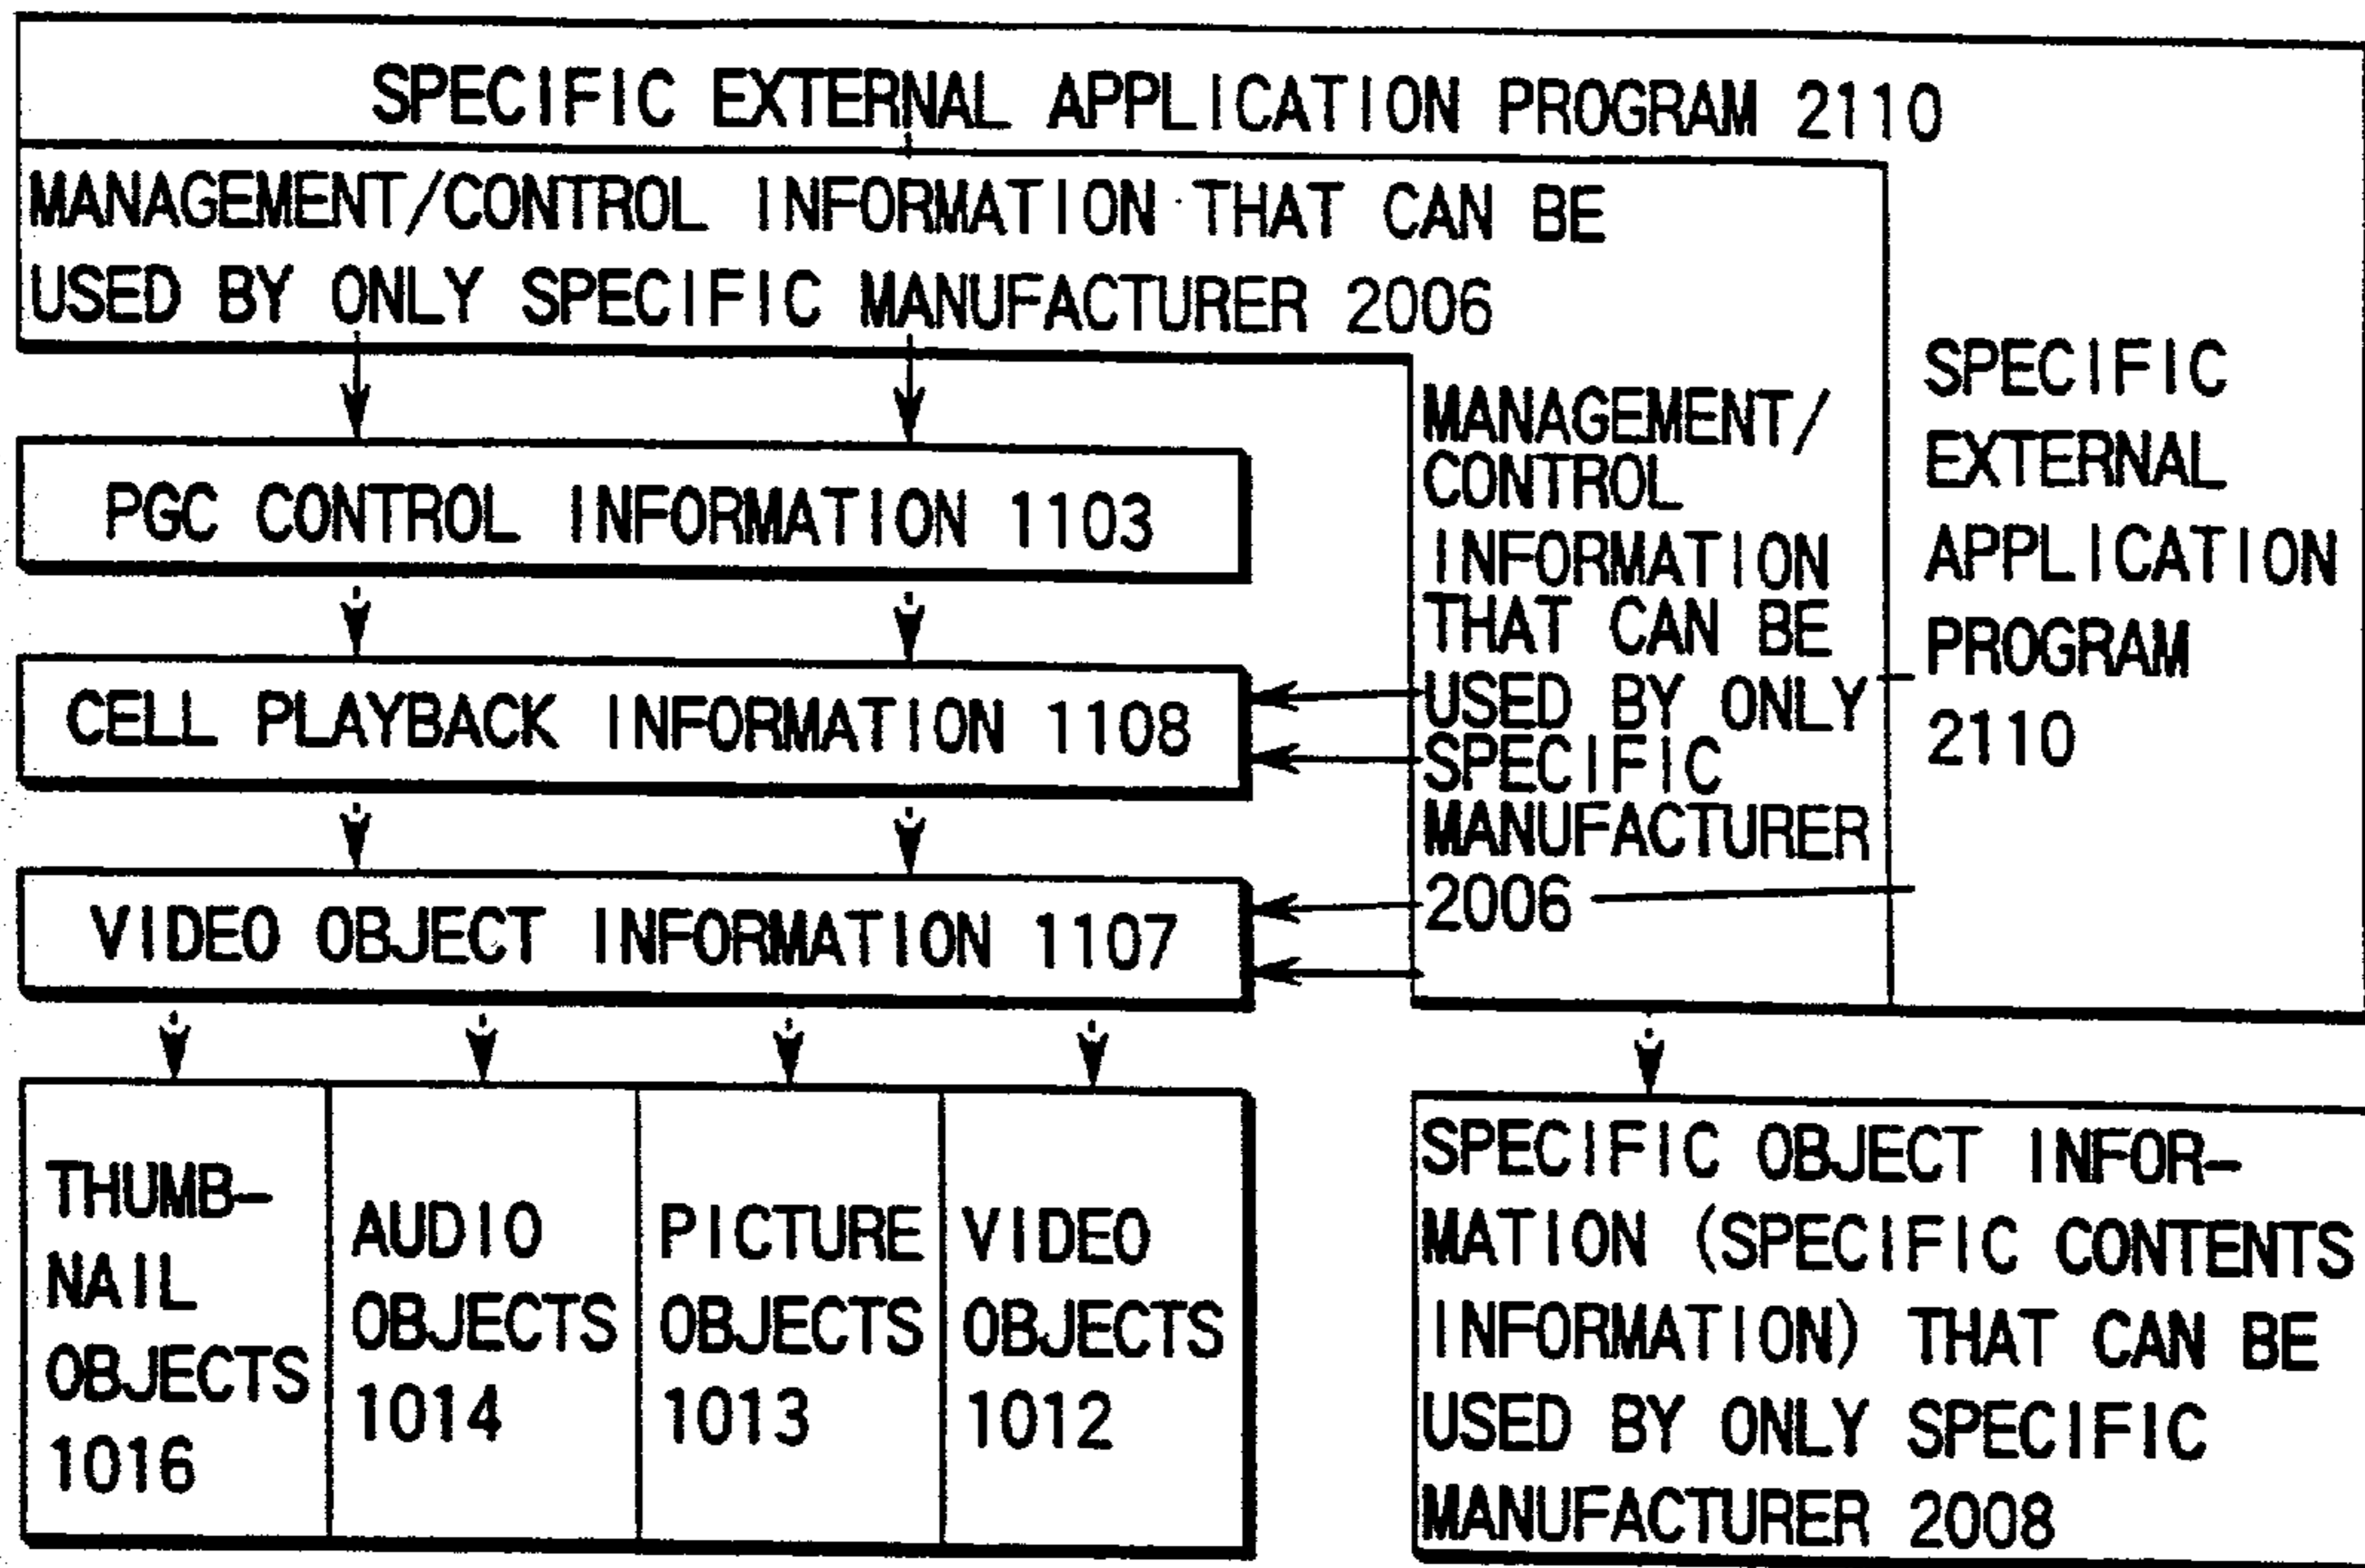 SPECIFIC EXTERNAL APPLICATION PROGRAM 2110
MANAGEMENT/CONTROL INFORMATION THAT CAN BE
USED BY ONLY SPECIFIC MANUFACTURER 2006
PGC CONTROL INFORMATION 1103
CELL PLAYBACK INFORMATION 1108
VIDEO OBJECT INFORMATION 1107
MANAGEMENT/
CONTROL
INFORMATION
THAT CAN BE
USED BY ONLY
SPECIFIC
MANUFACTURER
2006
SPECIFIC
EXTERNAL
APPLICATION
PROGRAM
2110
THUMB-
NAIL
OBJECTS
1016
AUDIO
OBJECTS
1014
PICTURE
OBJECTS
1013
VIDEO
OBJECTS
1012
SPECIFIC OBJECT INFOR-
MATION (SPECIFIC CONTENTS
INFORMATION) THAT CAN BE
USED BY ONLY SPECIFIC
MANUFACTURER 2008